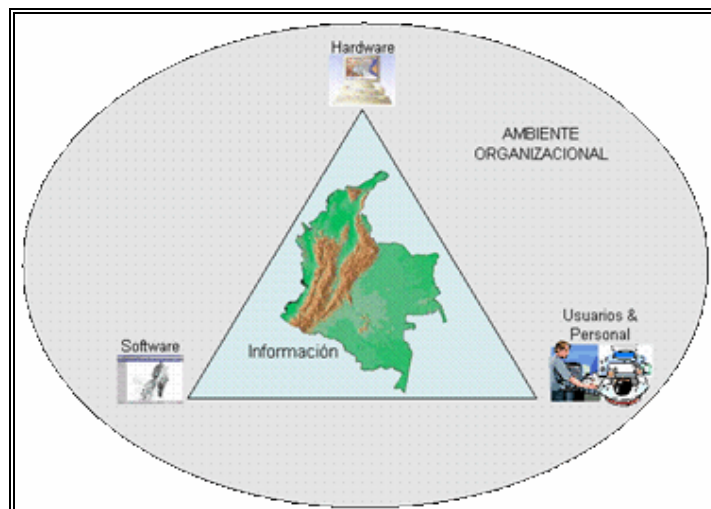 Hardware
AMBIENTE
ORGANIZACIONAL
Usuarios &
Personal
Software
Información